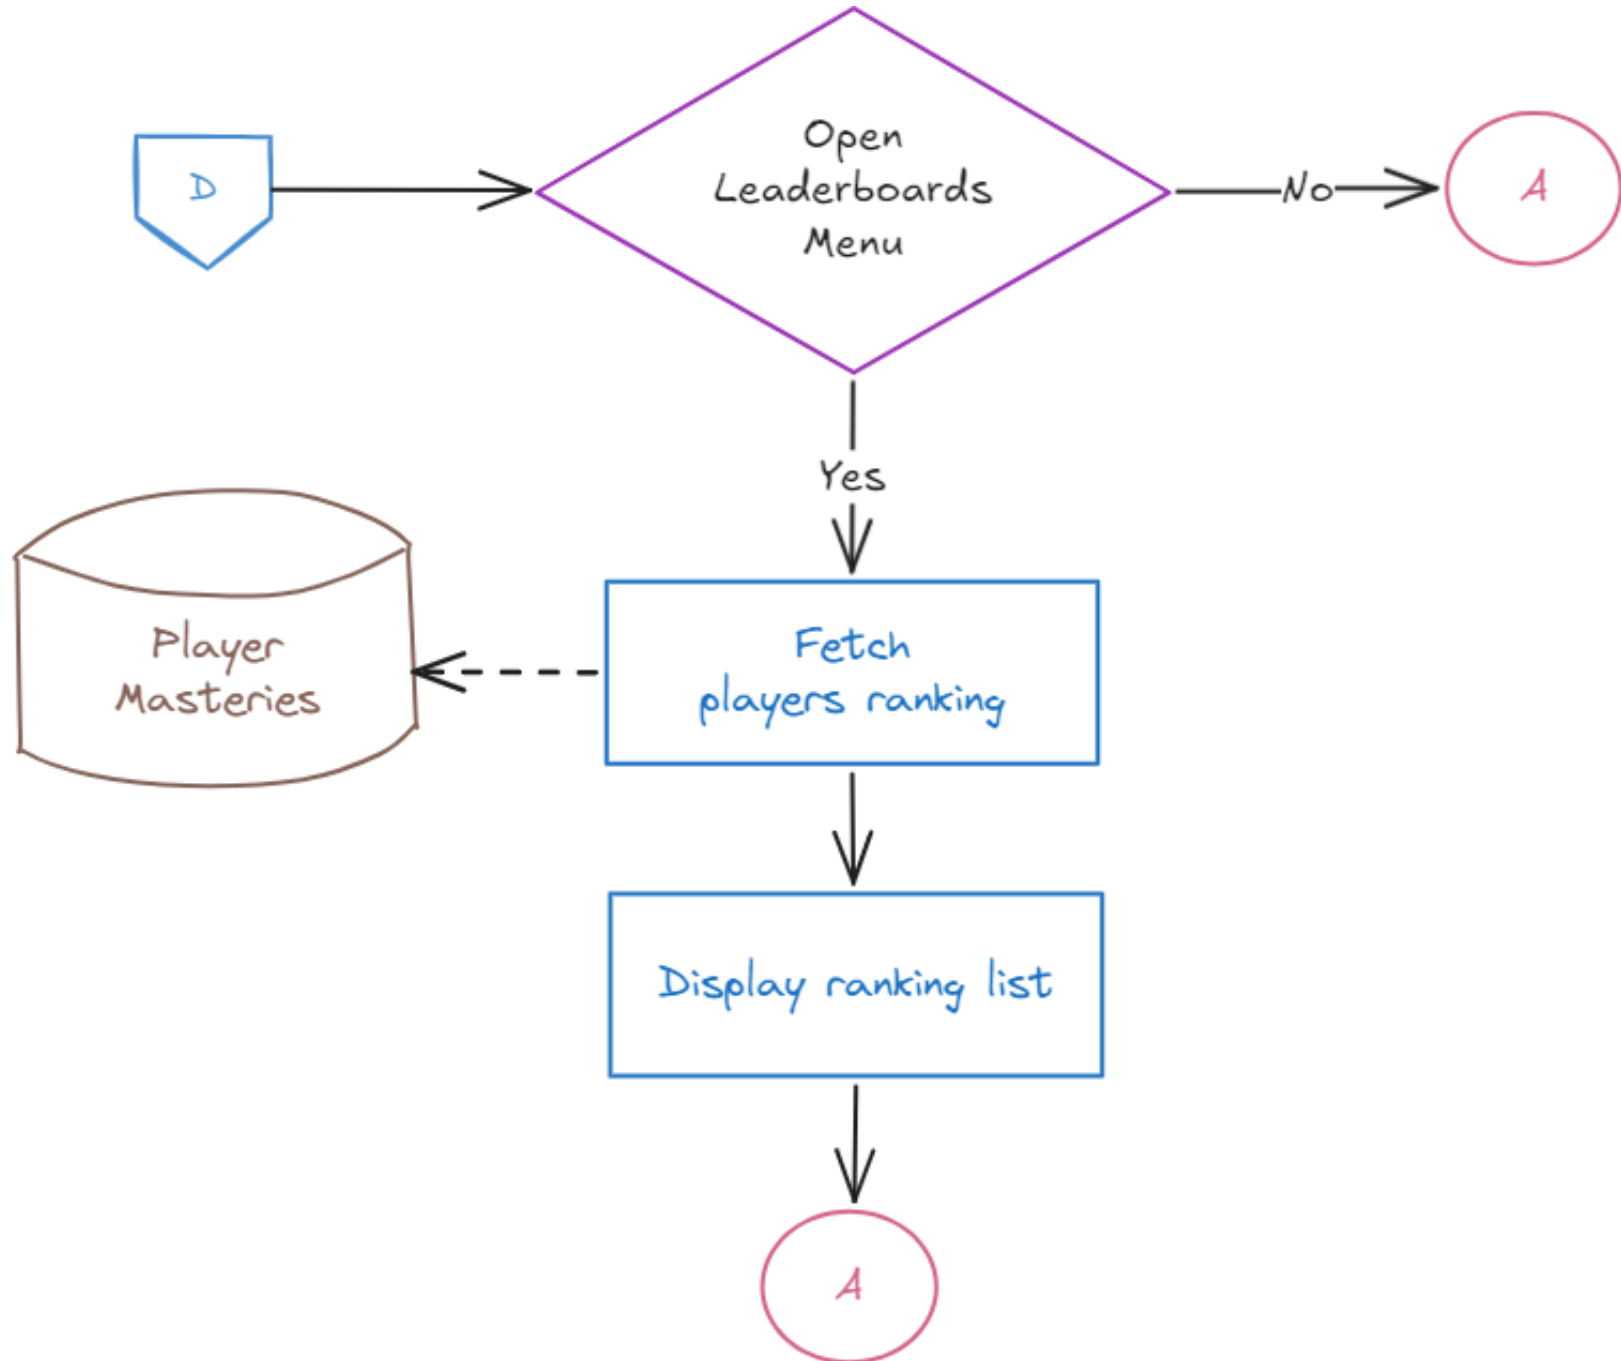 D
Open
Leaderboards
Menu
No
A
Yes
Player
Masteries
Fetch
players ranking
Display ranking list
A